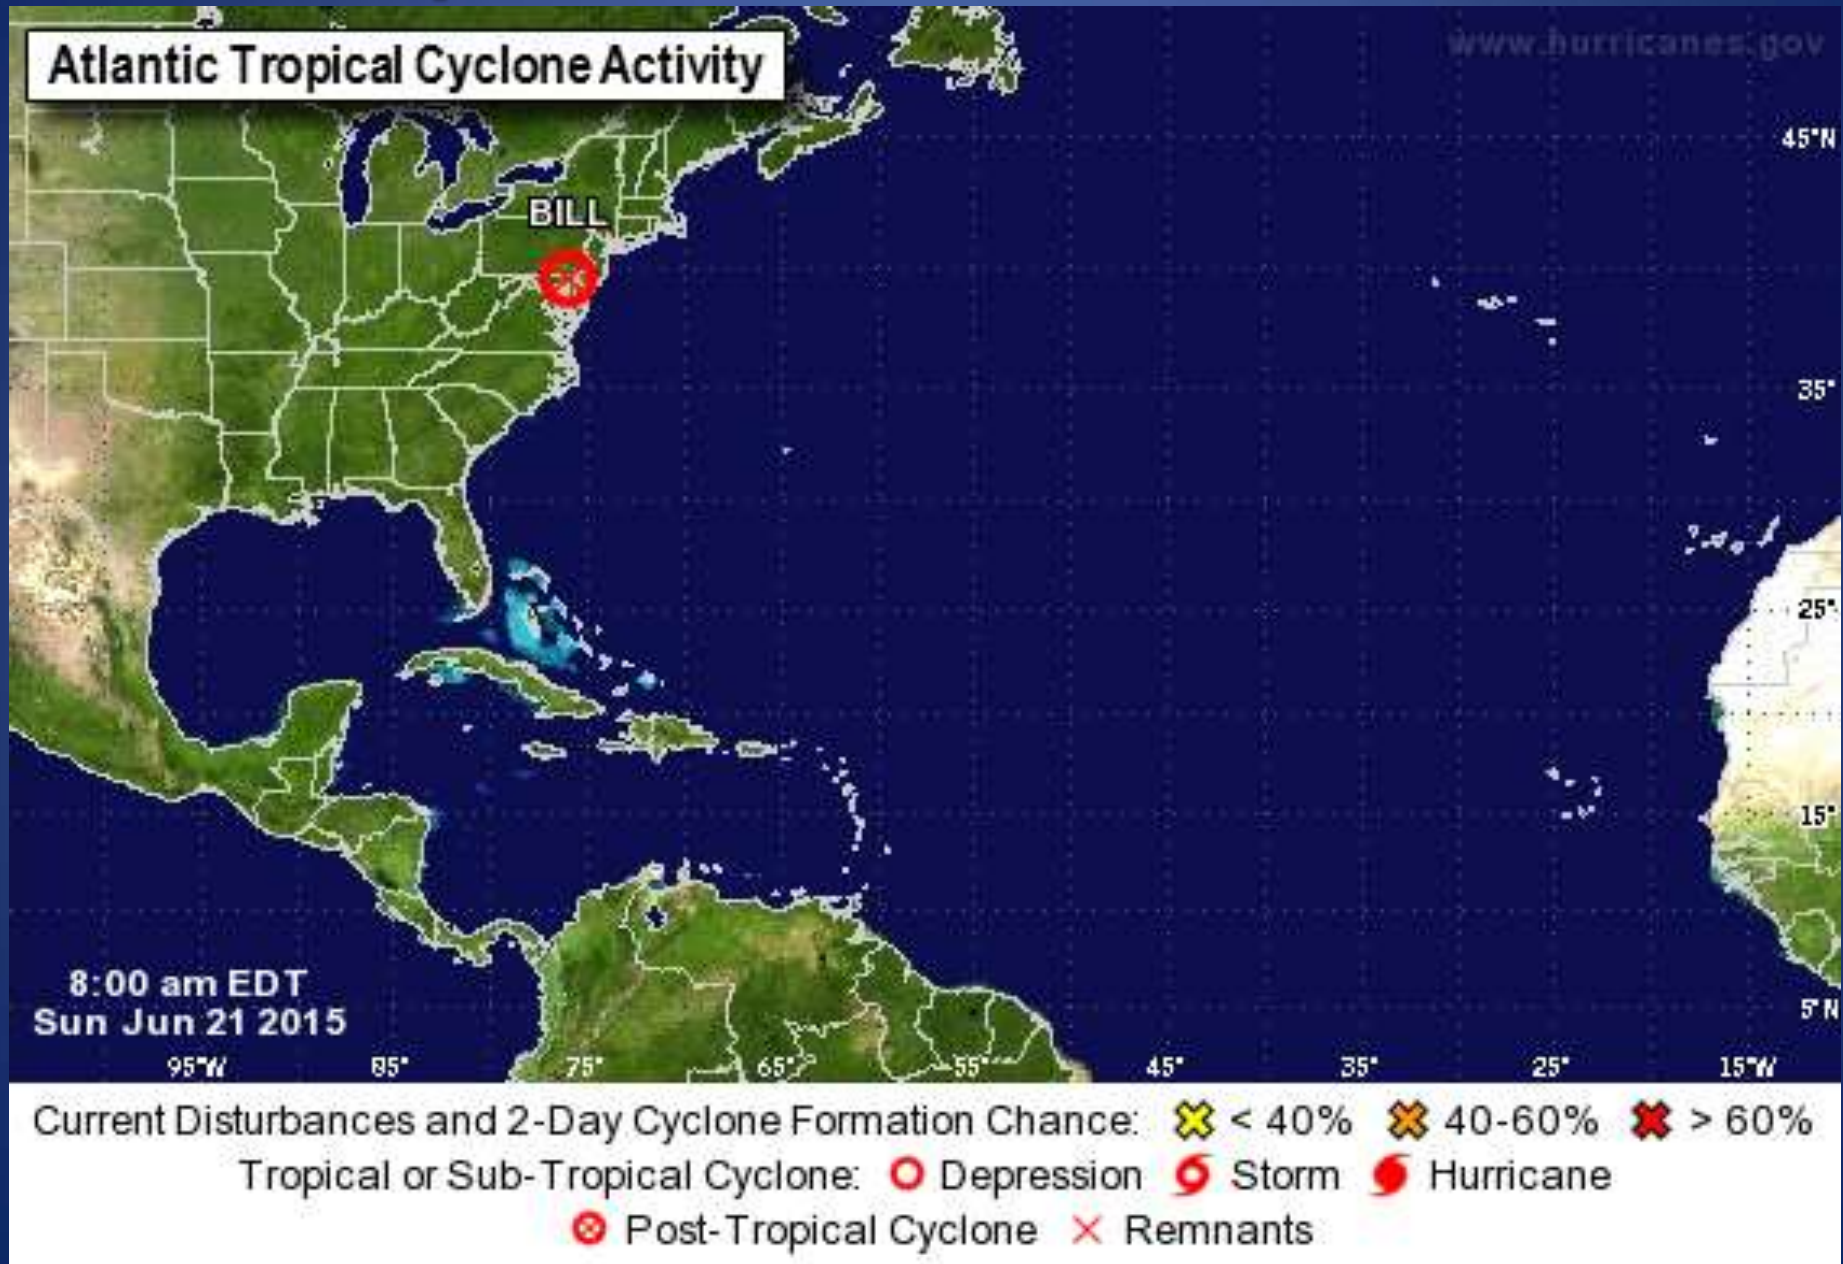 Atlantic Tropical Cyclone Activity
www.hurricanes.gov
45°N
BILL
35°
25°
15°
8:00 am EDT
Sun Jun 21 2015
5°N
95°W 85° 75° 65° 55° 45° 35° 25° 15°W
Current Disturbances and 2-Day Cyclone Formation Chance: < 40% 40-60% > 60%
Tropical or Sub-Tropical Cyclone: Depression Storm Hurricane
Post-Tropical Cyclone Remnants